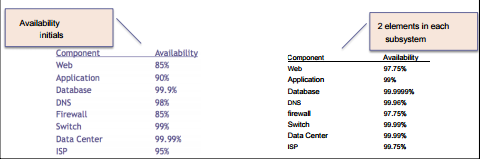 Availability
initials
Component Availability
Web 85%
Application 90%
Database 99.9%
DNS 98%
Firewall 85%
Switch 99%
Data Center 99.99%
ISP 95%
2 elements in each
subsystem
Component Availability
Web 97.75%
Application 99%
Database 99.9999%
DNS 99.96%
firewall 97.75%
Switch 99.99%
Data Center 99.99%
ISP 99.75%